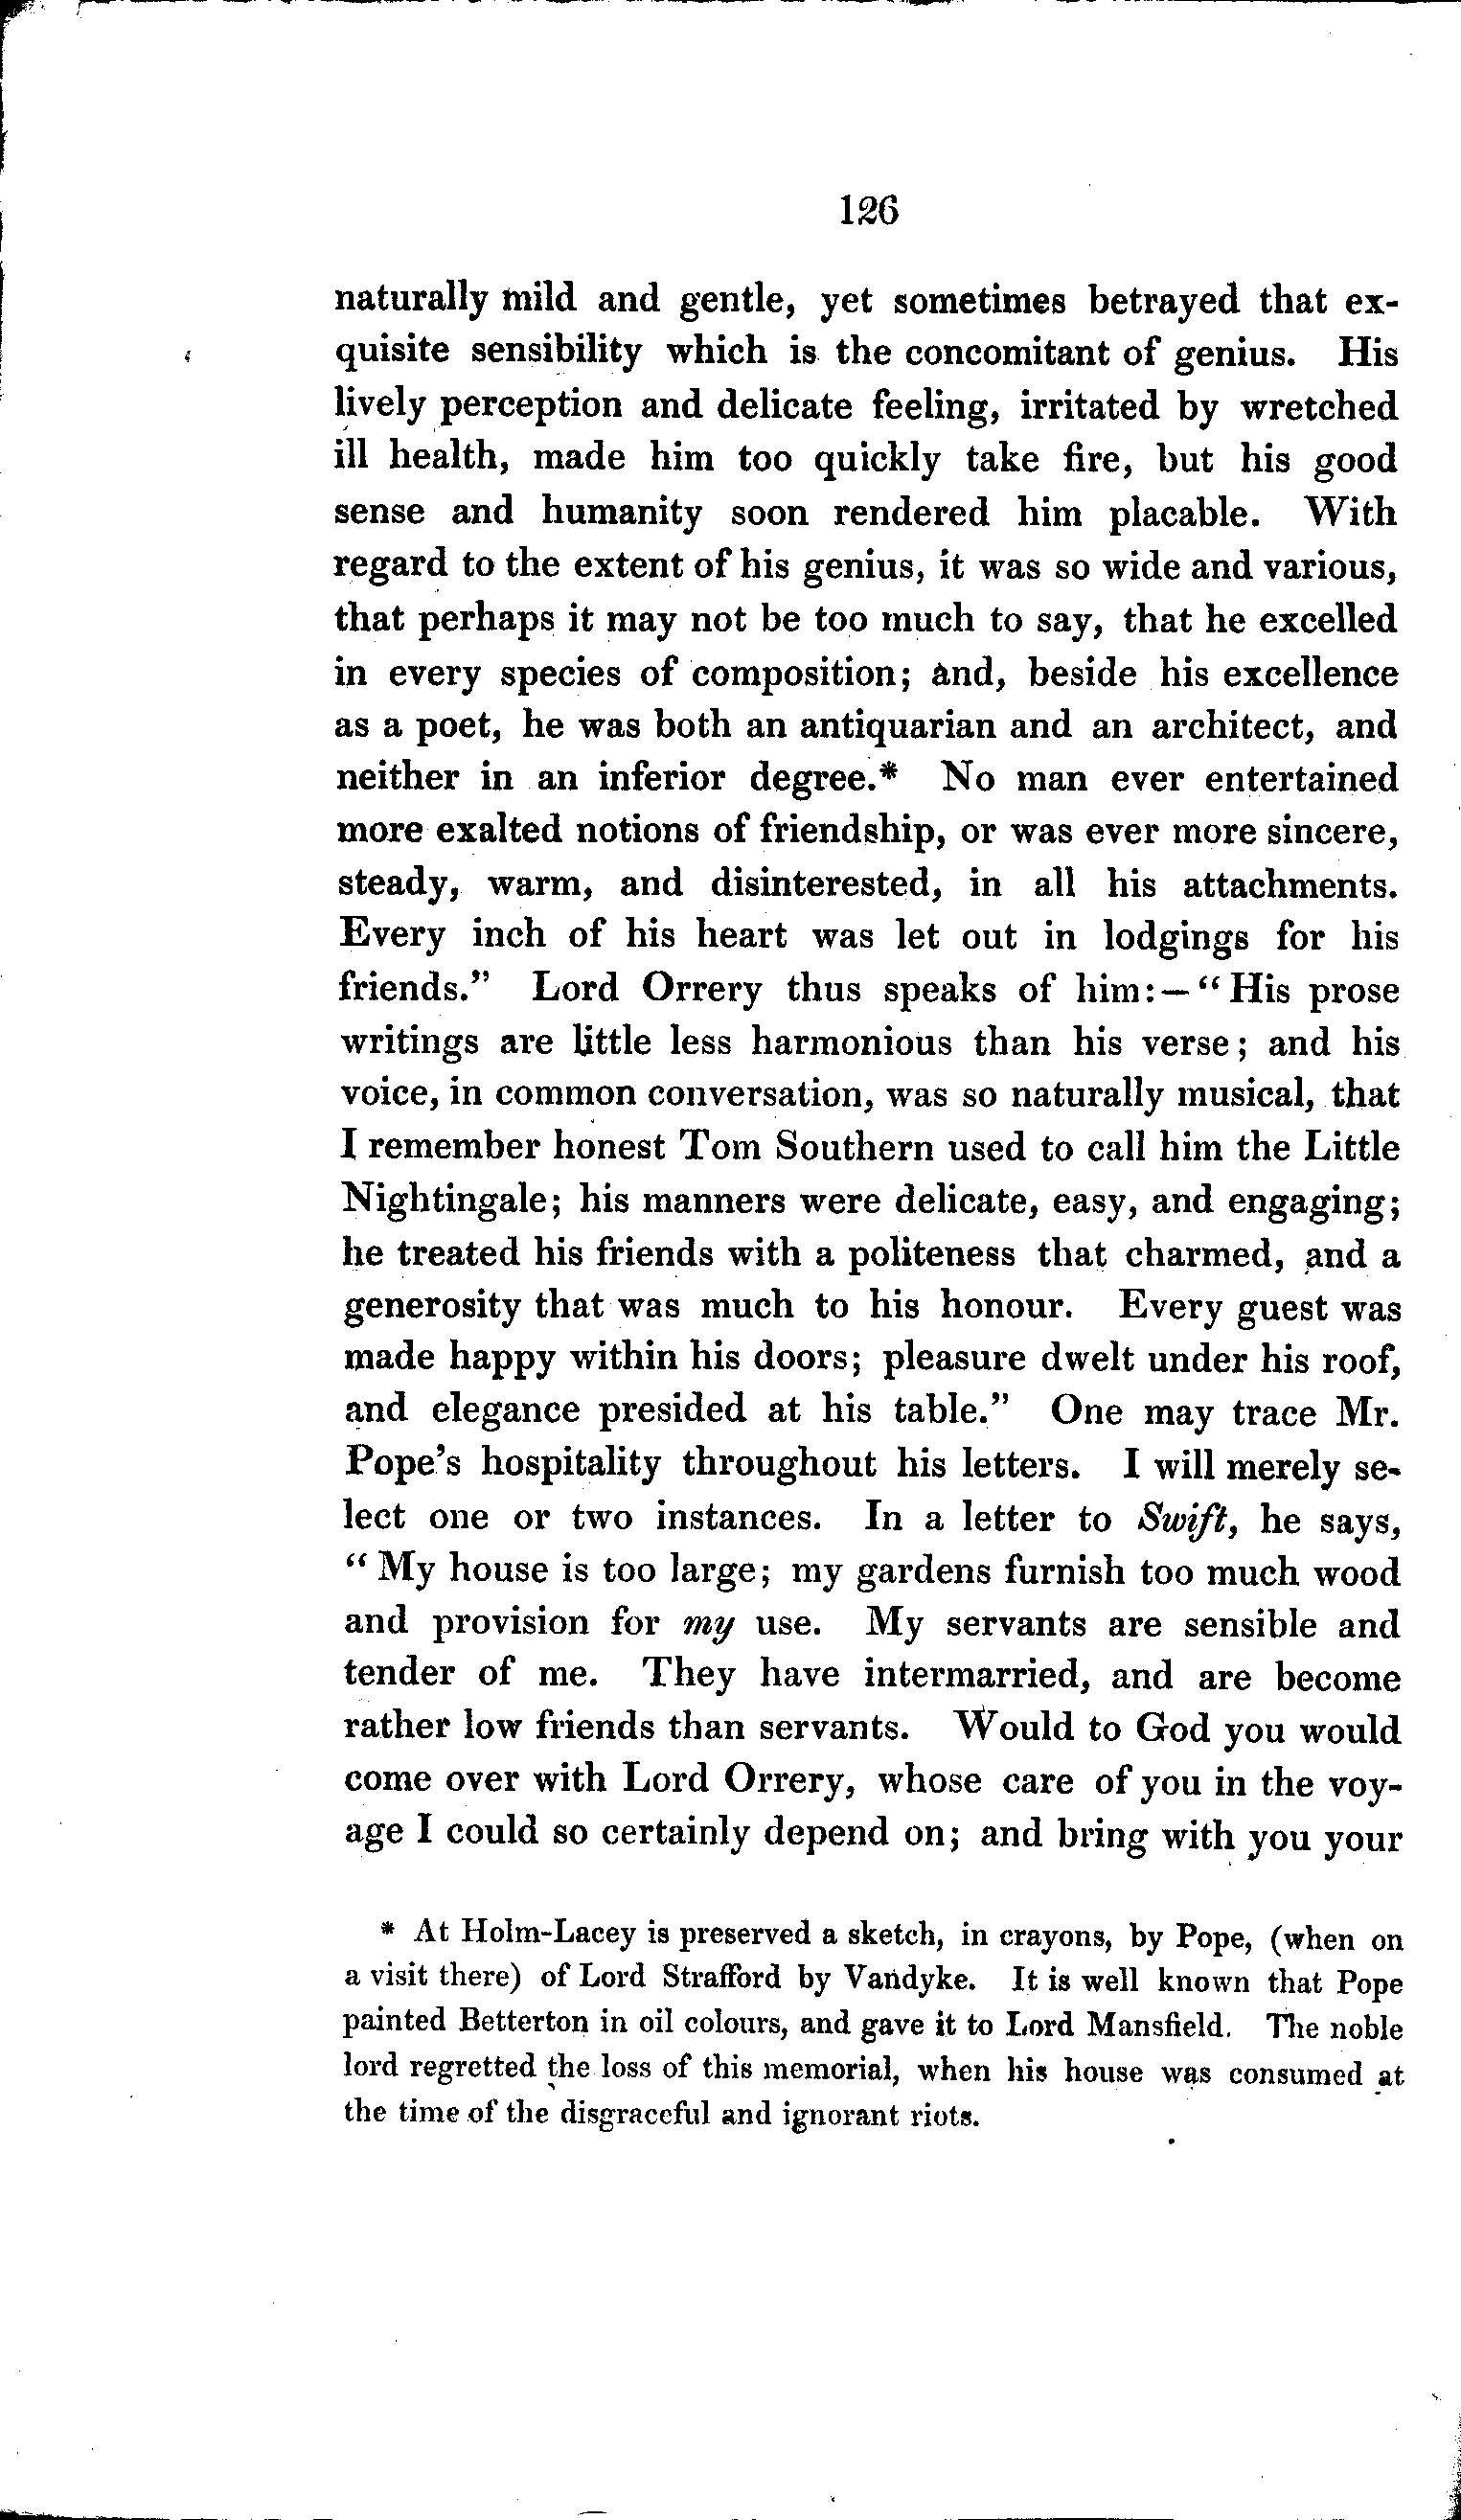 126
naturally mild and gentle, yet sometimes betrayed that ex-
quisite sensibility which is the concomitant of genius. His
lively perception and delicate feeling, irritated by wretched
ill health, made him too quickly take fire, but his good
sense and humanity soon rendered him placable. With
regard to the extent of his genius, it was so wide and various,
that perhaps it may not be too much to say, that he excelled
in every species of composition; and, beside his excellence
as a poet, he was both an antiquarian and an architect, and
neither in an inferior degree.* No man ever entertained
more exalted notions of friendship, or was ever more sincere,
steady, warm, and disinterested, in all his attachments.
Every inch of his heart was let out in lodgings for his
friends." Lord Orrery thus speaks of him:—"His prose
writings are little less harmonious than his verse; and his
voice, in common conversation, was so naturally musical, that
I remember honest Tom Southern used to call him the Little
Nightingale; his manners were delicate, easy, and engaging;
he treated his friends with a politeness that charmed, and a
generosity that was much to his honour. Every guest was
made happy within his doors; pleasure dwelt under his roof,
and elegance presided at his table." One may trace Mr.
Pope's hospitality throughout his letters. I will merely se-
lect one or two instances. In a letter to Swift, he says,
"My house is too large; my gardens furnish too much wood
and provision for my use. My servants are sensible and
tender of me. They have intermarried, and are become
rather low friends than servants. Would to God you would
come over with Lord Orrery, whose care of you in the voy-
age I could so certainly depend on; and bring with you your
* At Holm-Lacey is preserved a sketch, in crayons, by Pope, (when on
a visit there) of Lord Strafford by Vandyke. It is well known that Pope
painted Betterton in oil colours, and gave it to Lord Mansfield. The noble
lord regretted the loss of this memorial, when his house was consumed at
the time of the disgraceful and ignorant riots.